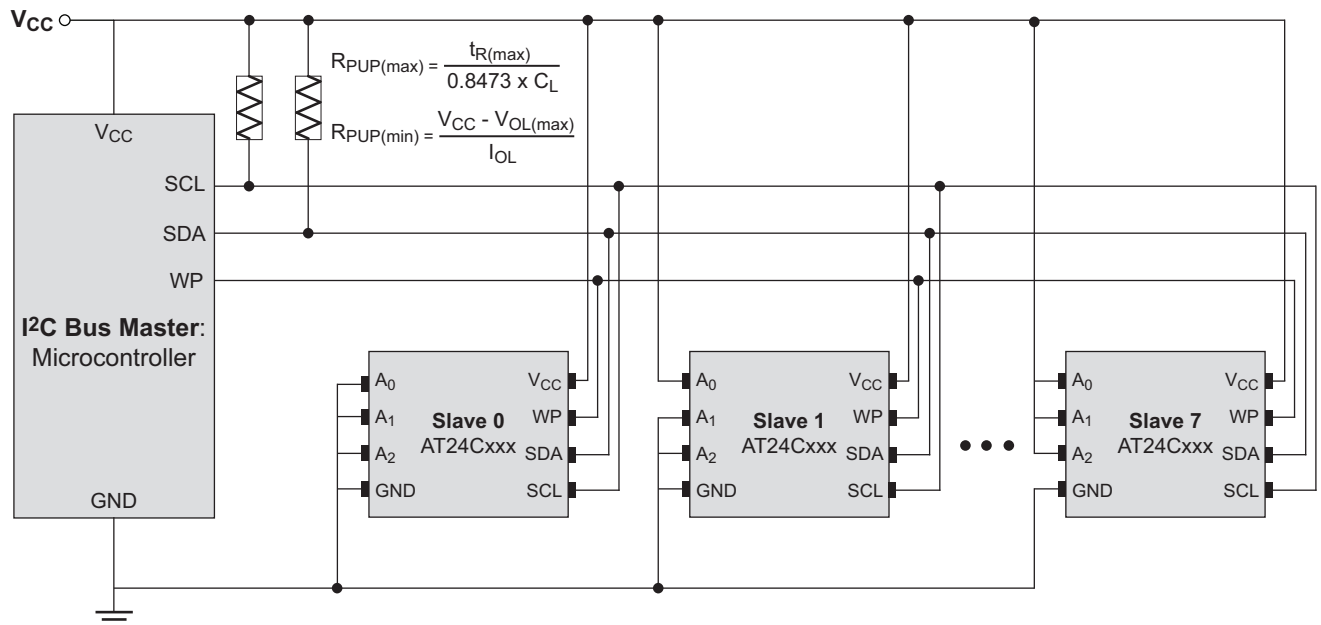 VCC
RPUP(max) = tR(max) / 0.8473 x CL
RPUP(min) = VCC - VOL(max) / IOL
VCC
SCL
SDA
WP
I²C Bus Master:
Microcontroller
GND
A0
A1
A2
GND
Slave 0
AT24Cxxx
VCC
WP
SDA
SCL
A0
A1
A2
GND
Slave 1
AT24Cxxx
VCC
WP
SDA
SCL
A0
A1
A2
GND
Slave 7
AT24Cxxx
VCC
WP
SDA
SCL